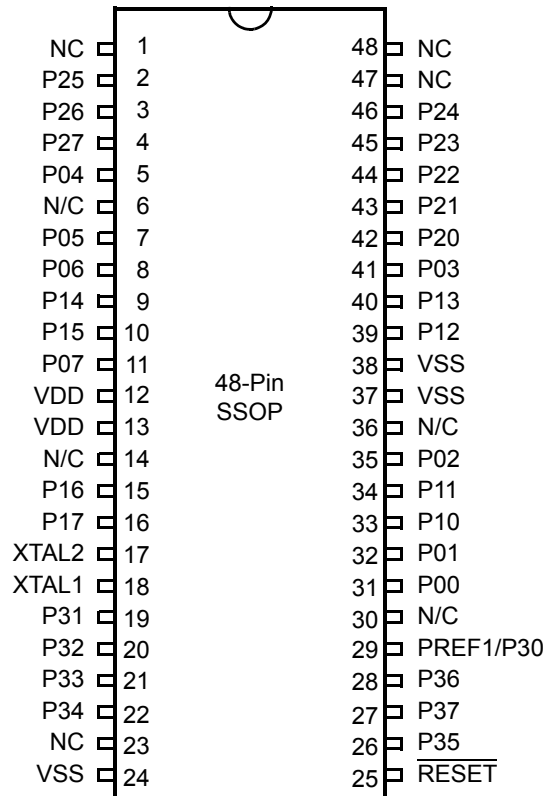 NC 1 48 NC
P25 2 47 NC
P26 3 46 P24
P27 4 45 P23
P04 5 44 P22
N/C 6 43 P21
P05 7 42 P20
P06 8 41 P03
P14 9 40 P13
P15 10 39 P12
P07 11 38 VSS
VDD 12 37 VSS
VDD 13 36 N/C
N/C 14 35 P02
P16 15 34 P11
P17 16 33 P10
XTAL2 17 32 P01
XTAL1 18 31 P00
P31 19 30 N/C
P32 20 29 PREF1/P30
P33 21 28 P36
P34 22 27 P37
NC 23 26 P35
VSS 24 25 RESET
48-Pin
SSOP